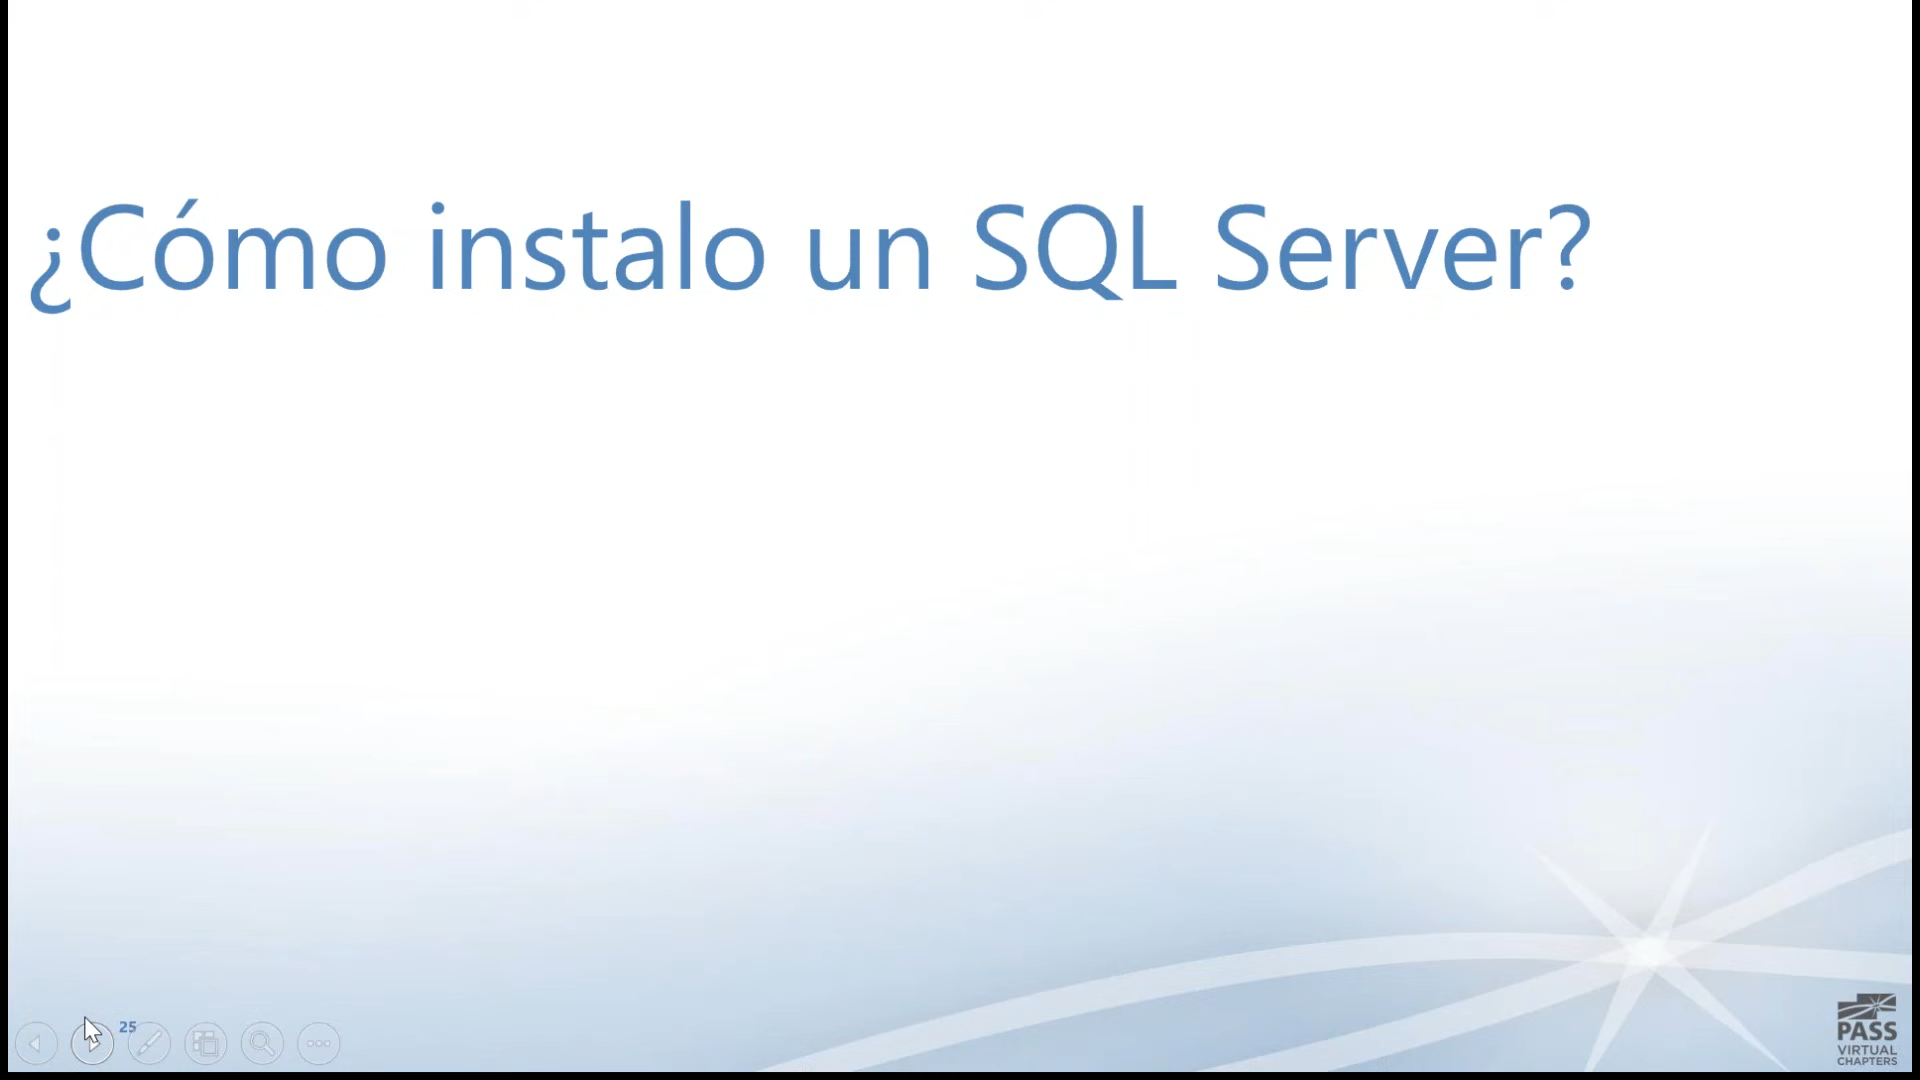 ¿Cómo instalo un SQL Server?
25
PASS
VIRTUAL
CHAPTERS